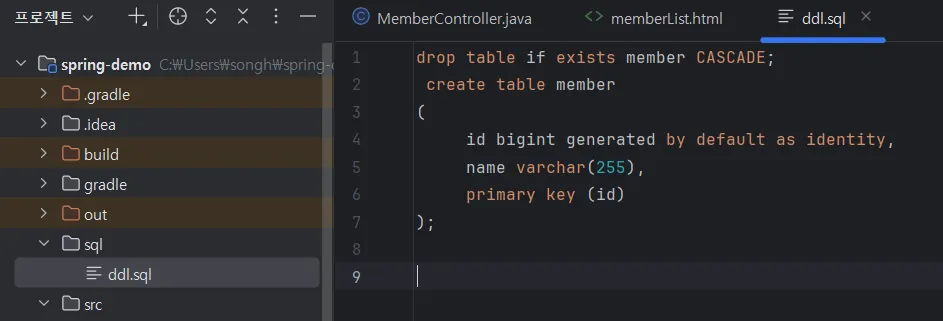 프로젝트
MemberController.java
memberList.html
ddl.sql
spring-demo C:₩Users₩songh₩spring-
.gradle
.idea
build
gradle
out
sql
ddl.sql
src
1 drop table if exists member CASCADE;
2 create table member
3 (
4 id bigint generated by default as identity,
5 name varchar(255),
6 primary key (id)
7 );
8
9